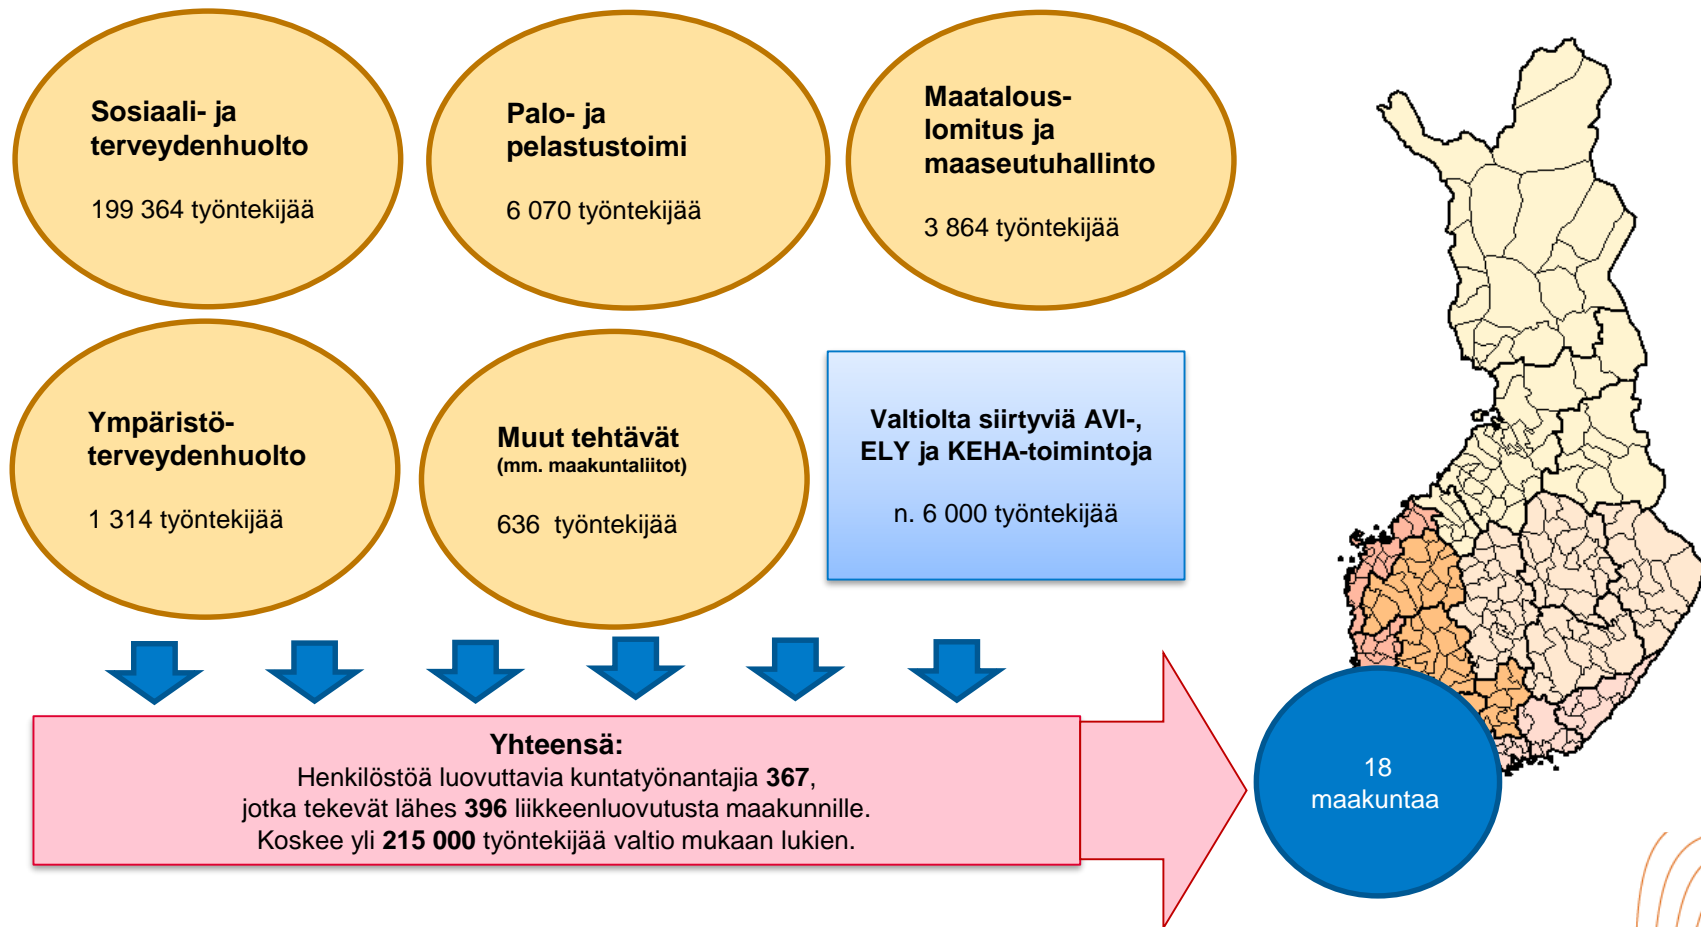 Sosiaali- ja
terveydenhuolto
199 364 työntekijää
Palo- ja
pelastustoimi
6 070 työntekijää
Maatalous-
lomitus ja
maaseutuhallinto
3 864 työntekijää
Ympäristö-
terveydenhuolto
1 314 työntekijää
Muut tehtävät
(mm. maakuntaliitot)
636 työntekijää
Valtiolta siirtyviä AVI-,
ELY ja KEHA-toimintoja
n. 6 000 työntekijää
Yhteensä:
Henkilöstöä luovuttavia kuntatyönantajia 367,
jotka tekevät lähes 396 liikkeenluovutusta maakunnille.
Koskee yli 215 000 työntekijää valtio mukaan lukien.
18
maakuntaa